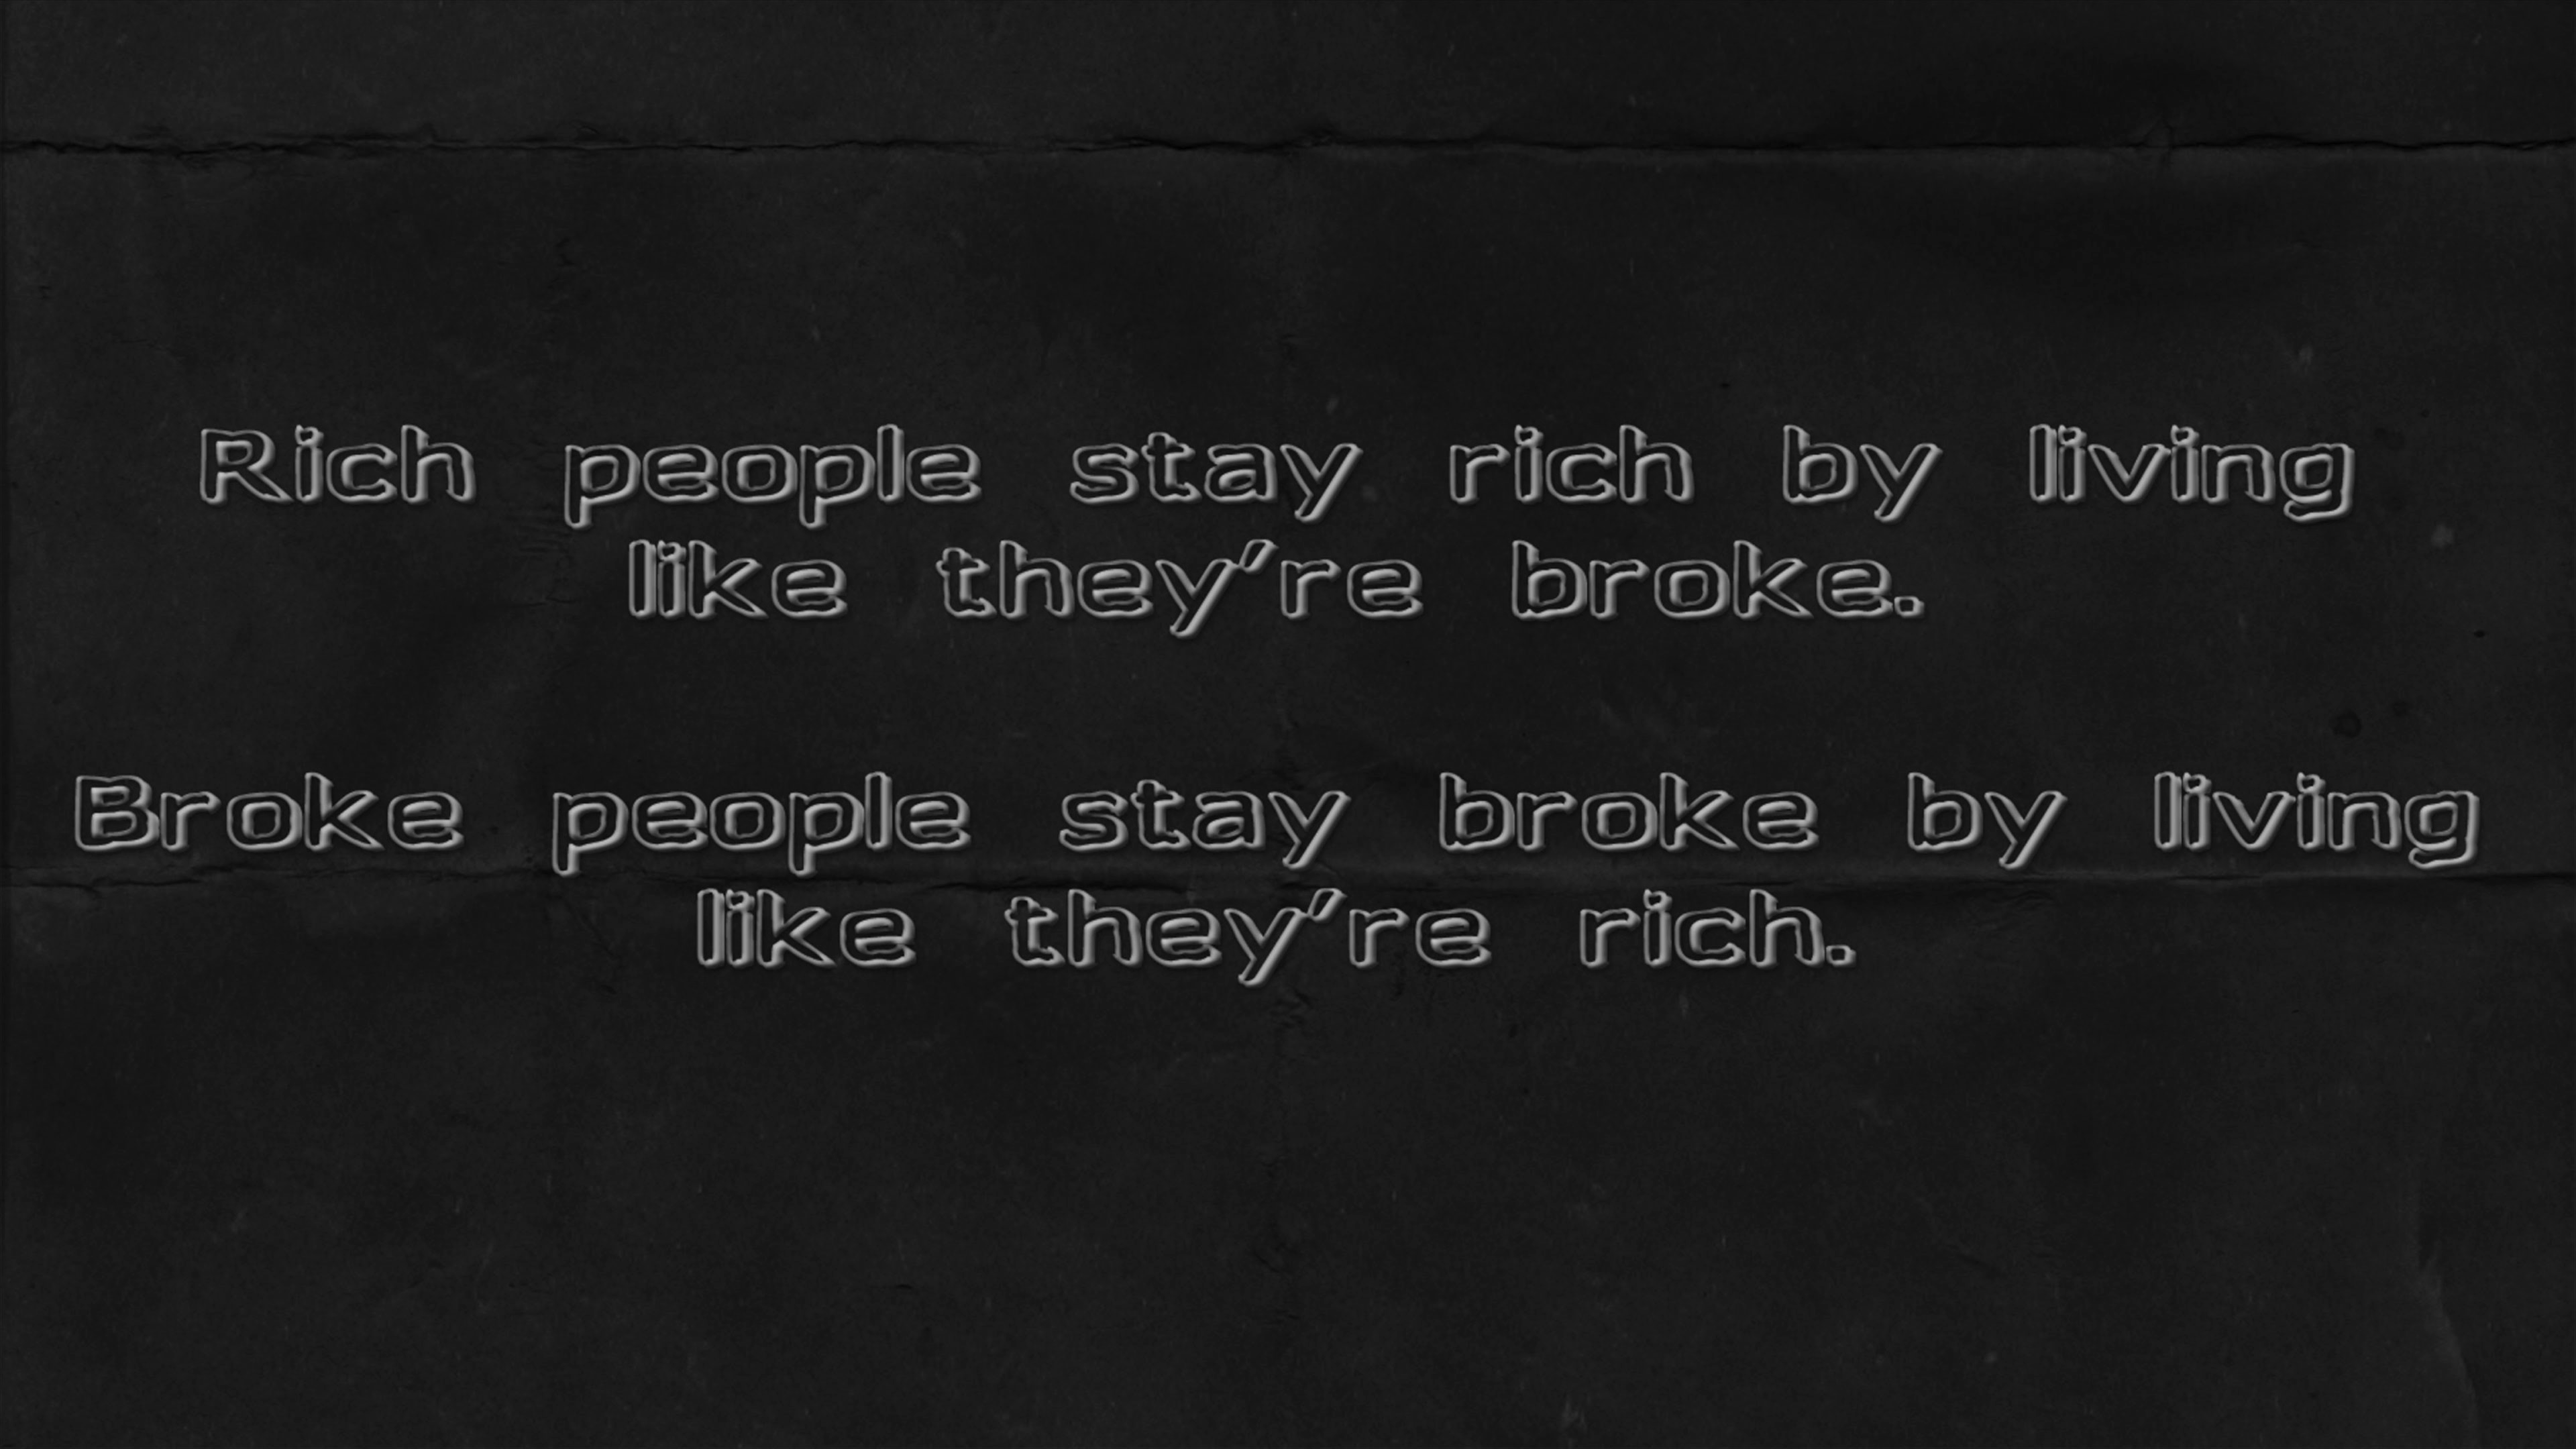 Rich people stay rich by living
like they're broke.
Broke people stay broke by living
like they're rich.